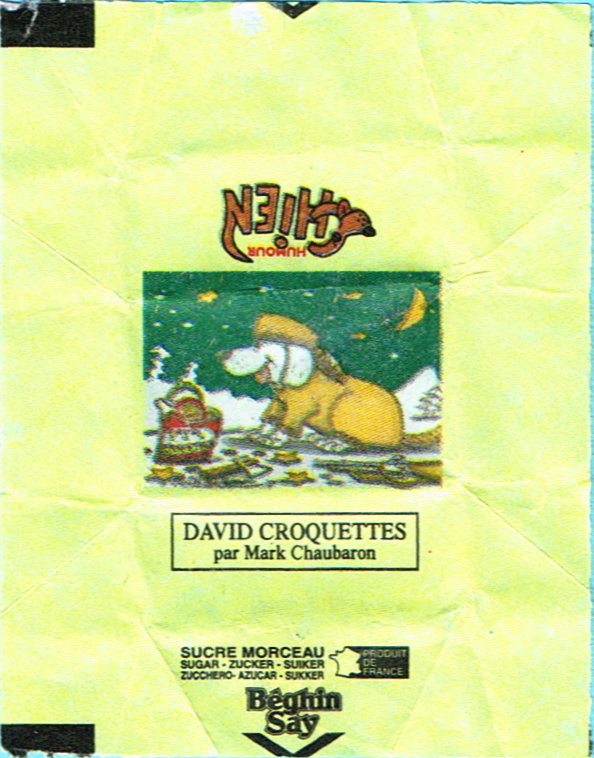 HUMOUR
CHIEN
DAVID CROQUETTES
par Mark Chaubaron
SUCRE MORCEAU
SUGAR - ZUCKER - SUIKER
ZUCCHERO- AZUCAR - SUKKER
PRODUIT
DE
FRANCE
Béghin
Say